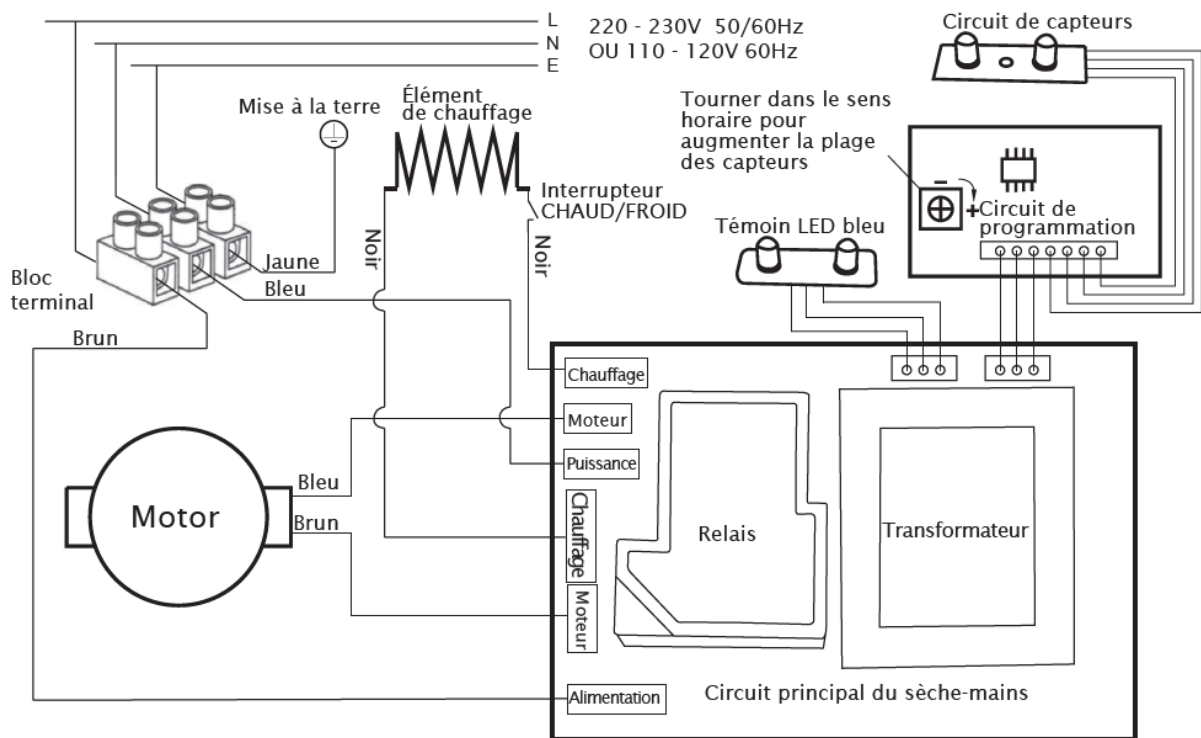 L
N
E
220 - 230V 50/60Hz
OU 110 - 120V 60Hz
Circuit de capteurs
Mise à la terre
Élément
de chauffage
Tourner dans le sens
horaire pour
augmenter la plage
des capteurs
Interrupteur
CHAUD/FROID
-
+
Circuit de
programmation
Témoin LED bleu
Noir
Noir
Jaune
Bleu
Bloc
terminal
Brun
Chauffage
Moteur
Puissance
Chauffage
Moteur
Alimentation
Bleu
Brun
Motor
Relais
Transformateur
Circuit principal du sèche-mains